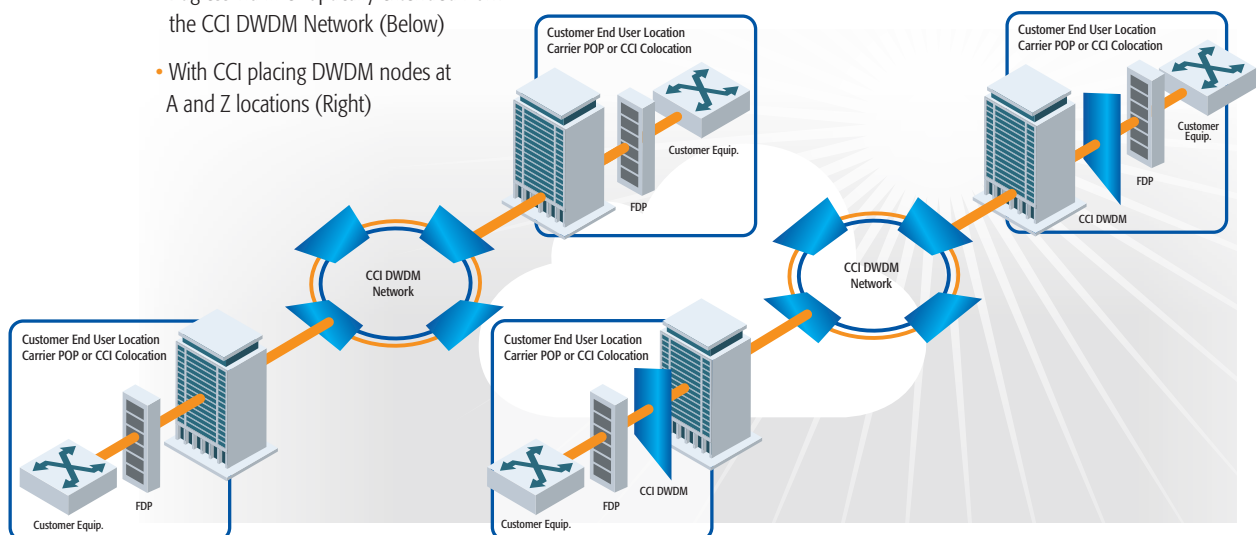 the CCI DWDM Network (Below)
• With CCI placing DWDM nodes at
A and Z locations (Right)
Customer End User Location
Carrier POP or CCI Colocation
Customer Equip.
FDP
CCI DWDM
Network
Customer End User Location
Carrier POP or CCI Colocation
FDP
Customer Equip.
Customer End User Location
Carrier POP or CCI Colocation
Customer
Equip.
FDP
CCI DWDM
CCI DWDM
Network
Customer End User Location
Carrier POP or CCI Colocation
CCI DWDM
FDP
Customer Equip.